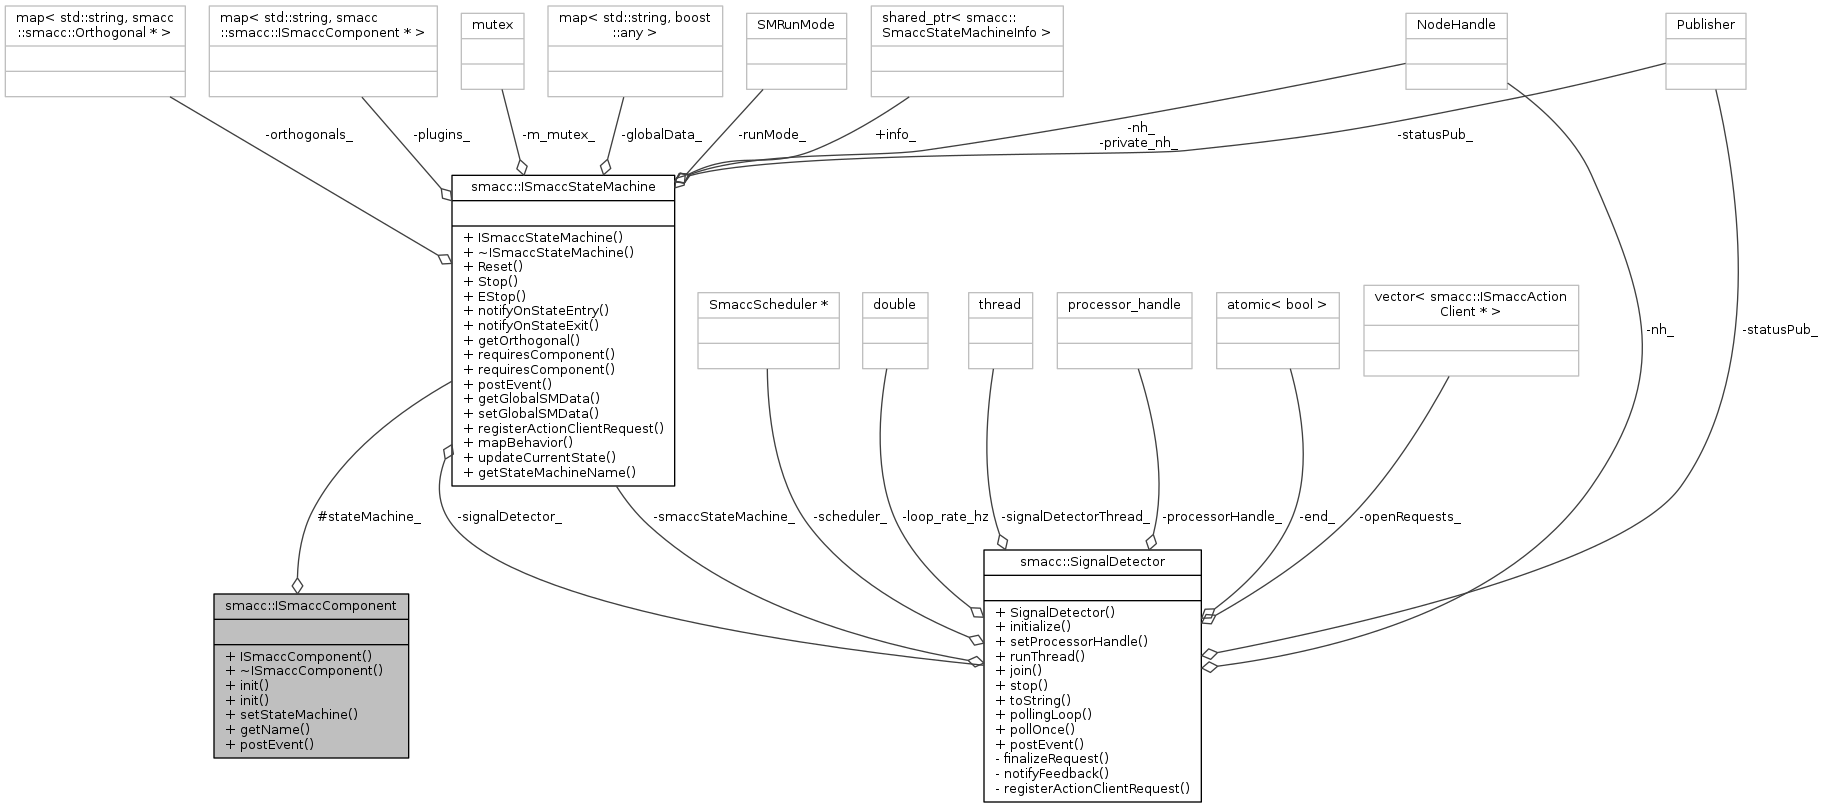 map< std::string, smacc
::smacc::Orthogonal * >
map< std::string, smacc
::smacc::ISmaccComponent * >
mutex
map< std::string, boost
::any >
SMRunMode
shared_ptr< smacc::
SmaccStateMachineInfo >
NodeHandle
Publisher
-orthogonals_
-plugins_
-m_mutex_
-globalData_
-runMode_
+info_
-nh_
-private_nh_
-statusPub_
smacc::ISmaccStateMachine
+ ISmaccStateMachine()
+ ~ISmaccStateMachine()
+ Reset()
+ Stop()
+ EStop()
+ notifyOnStateEntry()
+ notifyOnStateExit()
+ getOrthogonal()
+ requiresComponent()
+ requiresComponent()
+ postEvent()
+ getGlobalSMData()
+ setGlobalSMData()
+ registerActionClientRequest()
+ mapBehavior()
+ updateCurrentState()
+ getStateMachineName()
SmaccScheduler *
double
thread
processor_handle
atomic< bool >
vector< smacc::ISmaccAction
Client * >
-nh_
-statusPub_
#stateMachine_
-signalDetector_
-smaccStateMachine_
-scheduler_
-loop_rate_hz
-signalDetectorThread_
-processorHandle_
-end_
-openRequests_
smacc::ISmaccComponent
+ ISmaccComponent()
+ ~ISmaccComponent()
+ init()
+ init()
+ setStateMachine()
+ getName()
+ postEvent()
smacc::SignalDetector
+ SignalDetector()
+ initialize()
+ setProcessorHandle()
+ runThread()
+ join()
+ stop()
+ toString()
+ pollingLoop()
+ pollOnce()
+ postEvent()
- finalizeRequest()
- notifyFeedback()
- registerActionClientRequest()